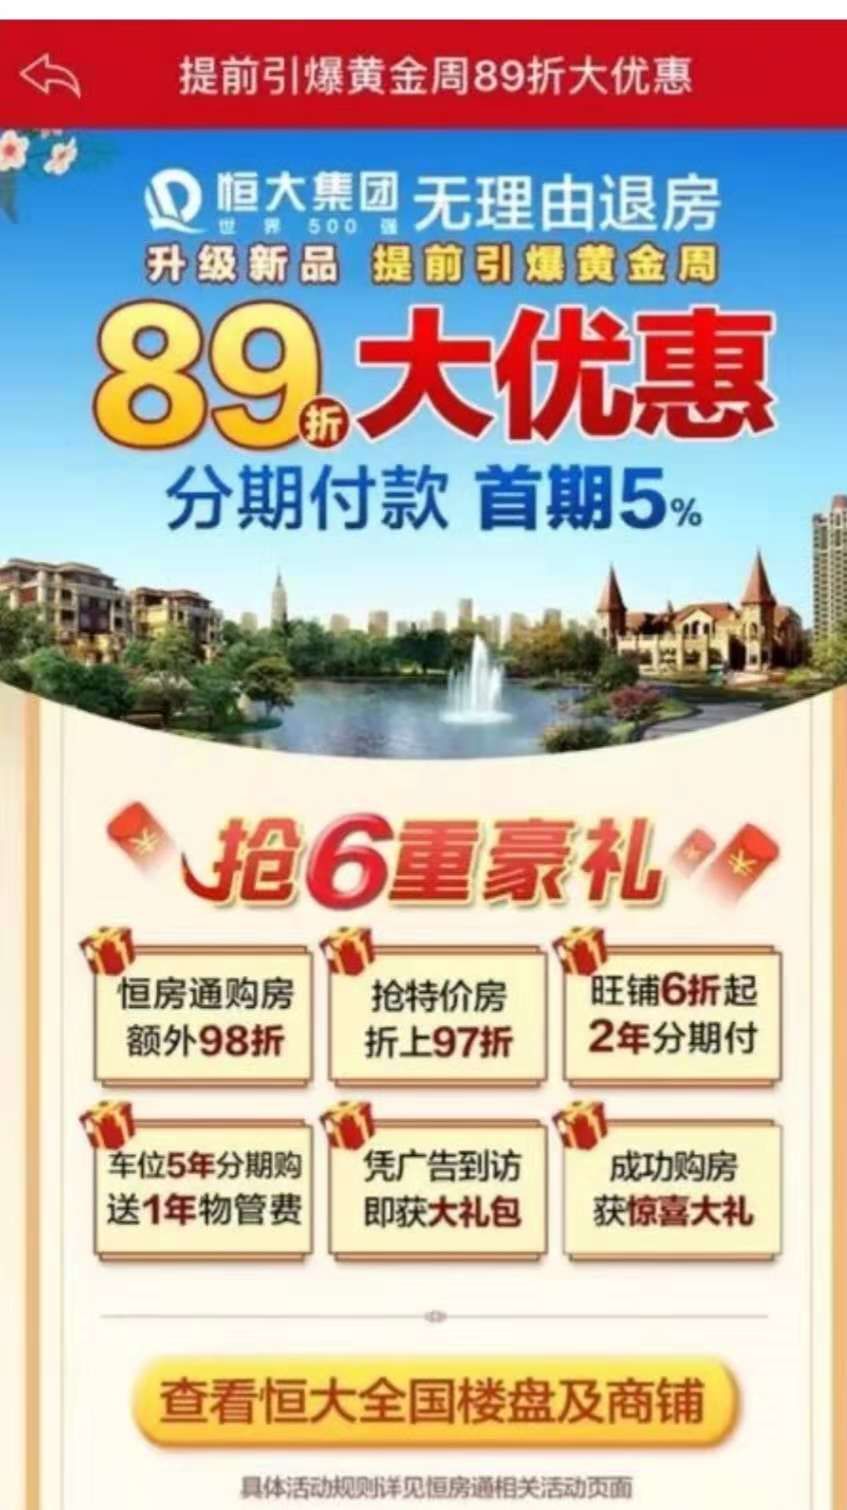 提前引爆黄金周89折大优惠
恒大集团 无理由退房
世界500强
升级新品 提前引爆黄金周
89折大优惠
分期付款 首期5%
抢6重豪礼
恒房通购房
额外98折
抢特价房
折上97折
旺铺6折起
2年分期付
车位5年分期购
送1年物管费
凭广告到访
即获大礼包
成功购房
获惊喜大礼
查看恒大全国楼盘及商铺
具体活动规则详见恒房通相关活动页面